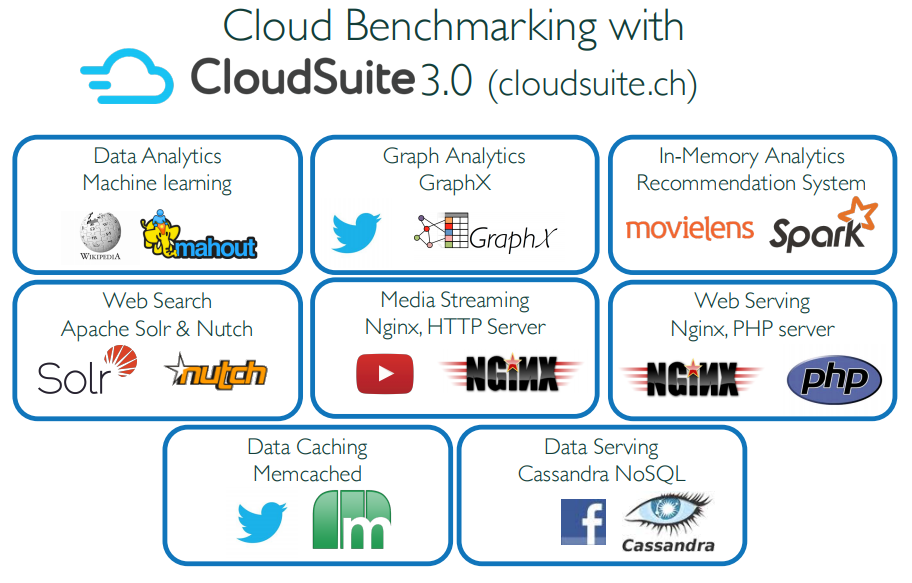 Cloud Benchmarking with
CloudSuite 3.0 (cloudsuite.ch)
Data Analytics
Machine learning
WIKIPEDIA
mahout
Graph Analytics
GraphX
GraphX
In-Memory Analytics
Recommendation System
movielens
Spark
Web Search
Apache Solr & Nutch
Solr
nutch
Media Streaming
Nginx, HTTP Server
NGINX
Web Serving
Nginx, PHP server
NGINX
php
Data Caching
Memcached
m
Data Serving
Cassandra NoSQL
f
Cassandra